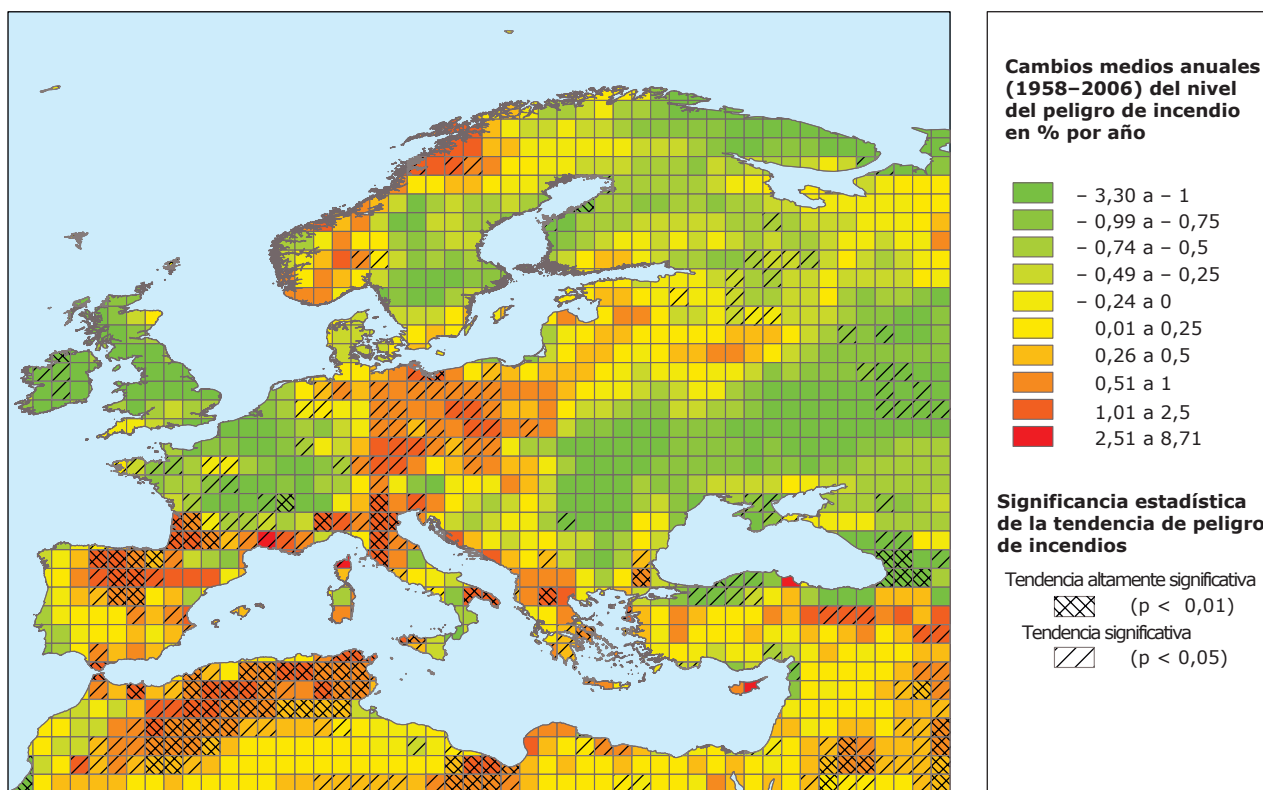 Cambios medios anuales
(1958–2006) del nivel
del peligro de incendio
en % por año
– 3,30 a – 1
– 0,99 a – 0,75
– 0,74 a – 0,5
– 0,49 a – 0,25
– 0,24 a 0
0,01 a 0,25
0,26 a 0,5
0,51 a 1
1,01 a 2,5
2,51 a 8,71
Significancia estadística
de la tendencia de peligro
de incendios
Tendencia altamente significativa
(p < 0,01)
Tendencia significativa
(p < 0,05)